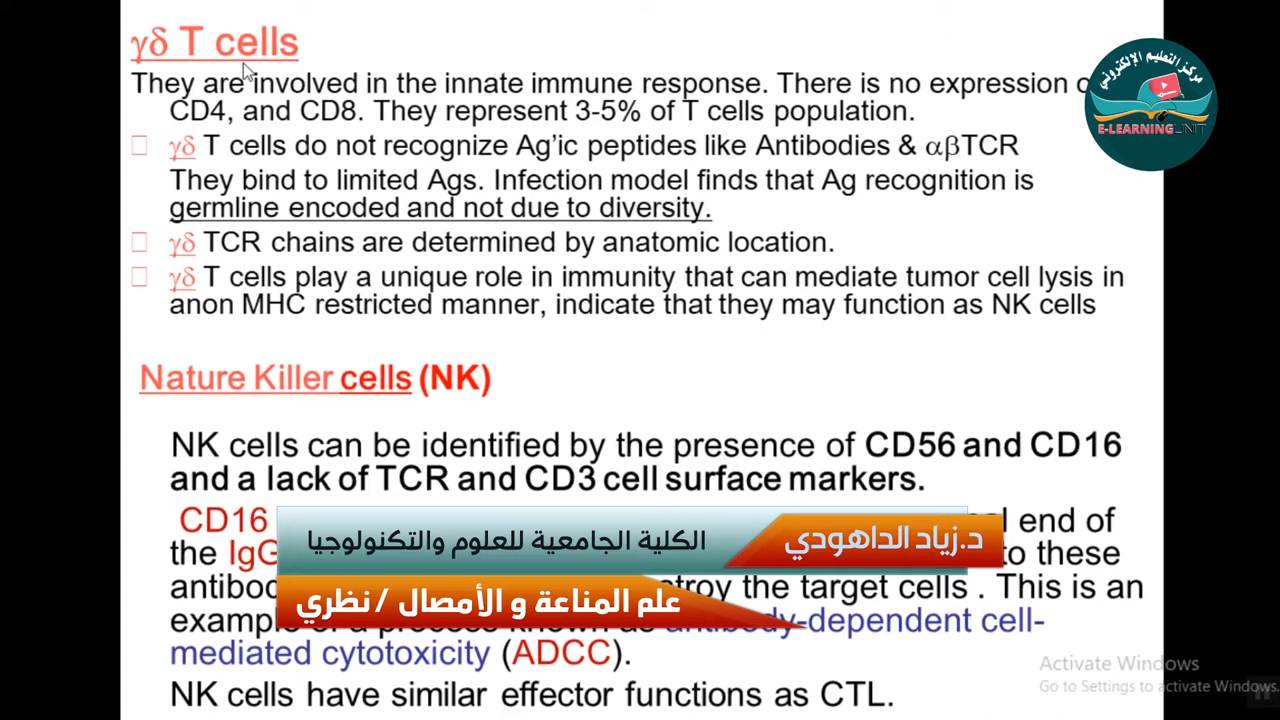 γδ T cells
They are involved in the innate immune response. There is no expression
CD4, and CD8. They represent 3-5% of T cells population.
γδ T cells do not recognize Ag'ic peptides like Antibodies & αβTCR
They bind to limited Ags. Infection model finds that Ag recognition is
germline encoded and not due to diversity.
γδ TCR chains are determined by anatomic location.
γδ T cells play a unique role in immunity that can mediate tumor cell lysis in
anon MHC restricted manner, indicate that they may function as NK cells
مركز التعليم الإلكتروني
E-LEARNING UNIT
Nature Killer cells (NK)
NK cells can be identified by the presence of CD56 and CD16
and a lack of TCR and CD3 cell surface markers.
CD16 end of
the IgG to these
the target cells . This is an
antibody-dependent cell-
mediated cytotoxicity (ADCC).
NK cells have similar effector functions as CTL.
د.زياد الداهودي
الكلية الجامعية للعلوم والتكنولوجيا
علم المناعة و الأمصال / نظري
Activate Windows
Go to Settings to activate Windows.